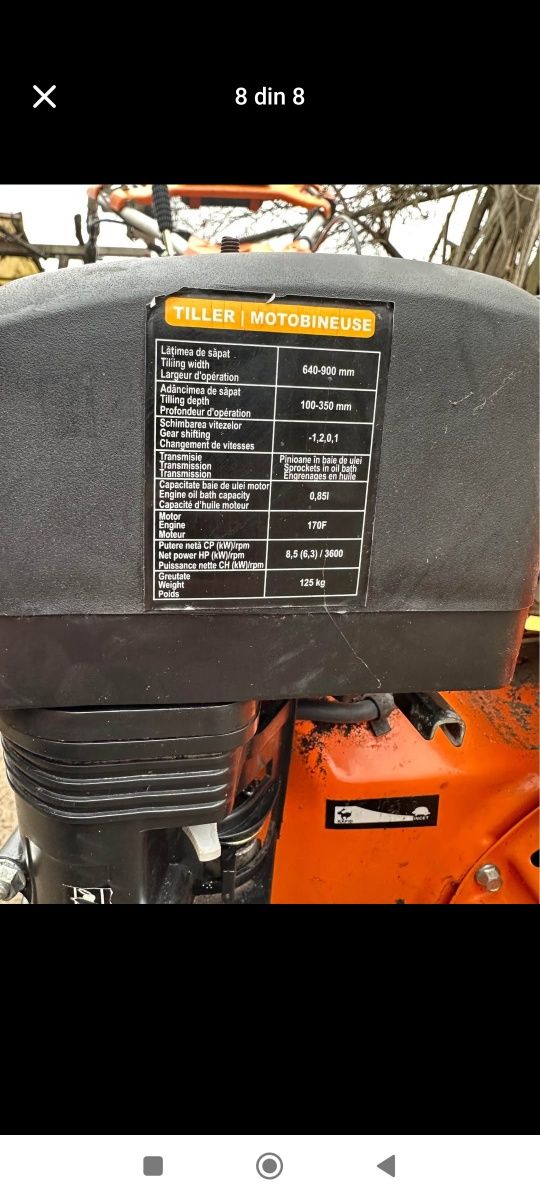 8 din 8
TILLER | MOTOBINEUSE
Lățimea de săpat
Tiliing width
Largeur d'opération
640-900 mm
Adâncimea de săpat
Tilling depth
Profondeur d'opération
100-350 mm
Schimbarea vitezelor
Gear shifting
Changement de vitesses
-1,2,0,1
Transmisie
Transmission
Transmission
Pinioane în baie de ulei
Sprockets in oil bath
Engrenages en huile
Capacitate baie de ulei motor
Engine oil bath capacity
Capacité d'huile moteur
0,85l
Motor
Engine
Moteur
170F
Putere netă CP (kW)/rpm
Net power HP (kW)/rpm
Puissance nette CH (kW)/rpm
8,5 (6,3) / 3600
Greutate
Weight
Poids
125 kg
RAPID
INCET